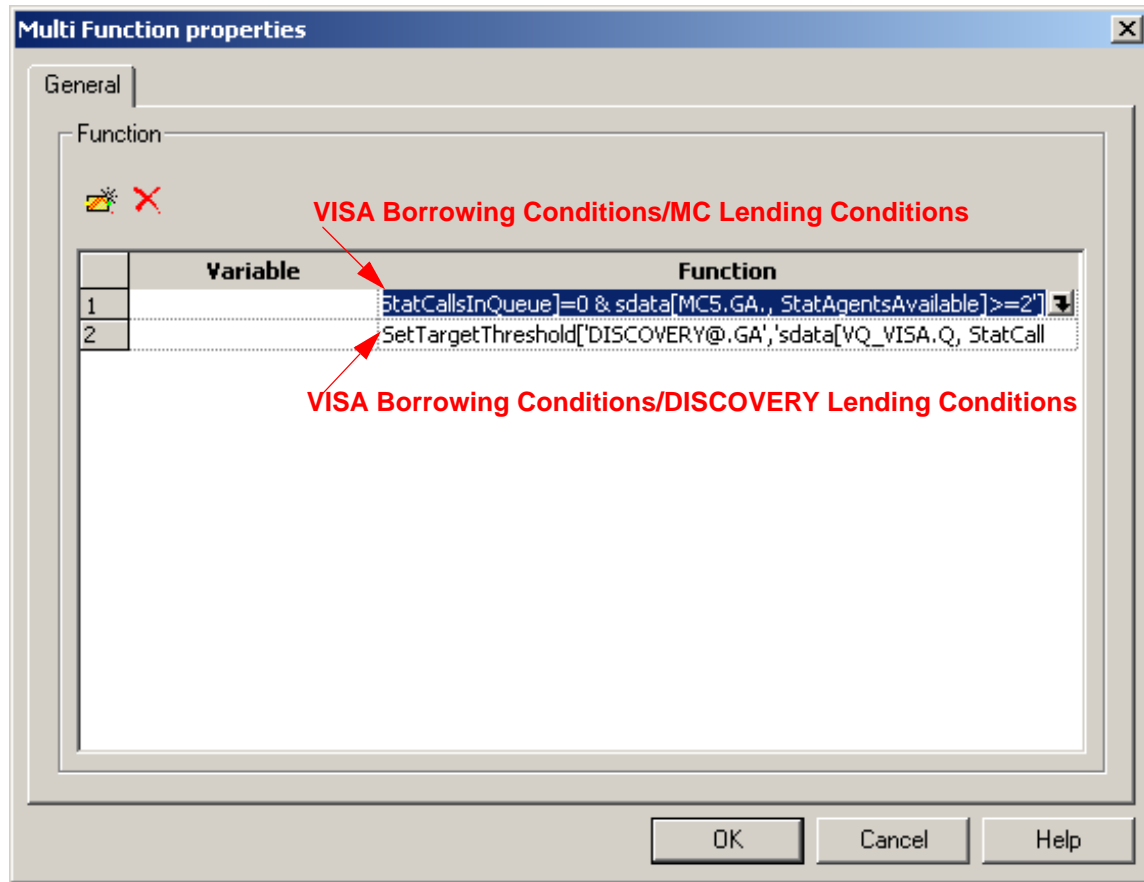 Multi Function properties
General
Function
VISA Borrowing Conditions/MC Lending Conditions
Variable Function
1 StatCallsInQueue]=0 & sdata[MC5.GA., StatAgentsAvailable]>=2']
2 SetTargetThreshold['DISCOVERY@.GA','sdata[VQ_VISA.Q, StatCall
VISA Borrowing Conditions/DISCOVERY Lending Conditions
OK Cancel Help